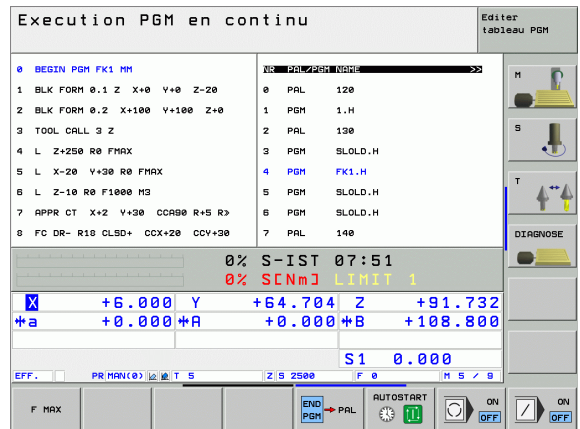 Execution PGM en continu
Editer
tableau PGM
0 BEGIN PGM FK1 MM
1 BLK FORM 0.1 Z X+0 Y+0 Z-20
2 BLK FORM 0.2 X+100 Y+100 Z+0
3 TOOL CALL 3 Z
4 L Z+250 R0 FMAX
5 L X-20 Y+30 R0 FMAX
6 L Z-10 R0 F1000 M3
7 APPR CT X+2 Y+30 CCA90 R+5 R»
8 FC DR- R18 CLSD+ CCX+20 CCY+30
NR PAL/PGM NAME >>
0 PAL 120
1 PGM 1.H
2 PAL 130
3 PGM SLOLD.H
4 PGM FK1.H
5 PGM SLOLD.H
6 PGM SLOLD.H
7 PAL 140
M
S
T
DIAGNOSE
0% S-IST 07:51
0% S[Nm] LIMIT 1
X +6.000 Y +64.704 Z +91.732
a +0.000 A +0.000 B +108.800
S1 0.000
EFF. PR MAN(0) T 5 Z S 2500 F 0 M 5 / 9
F MAX
END PGM PAL
AUTOSTART
ON
OFF
ON
OFF